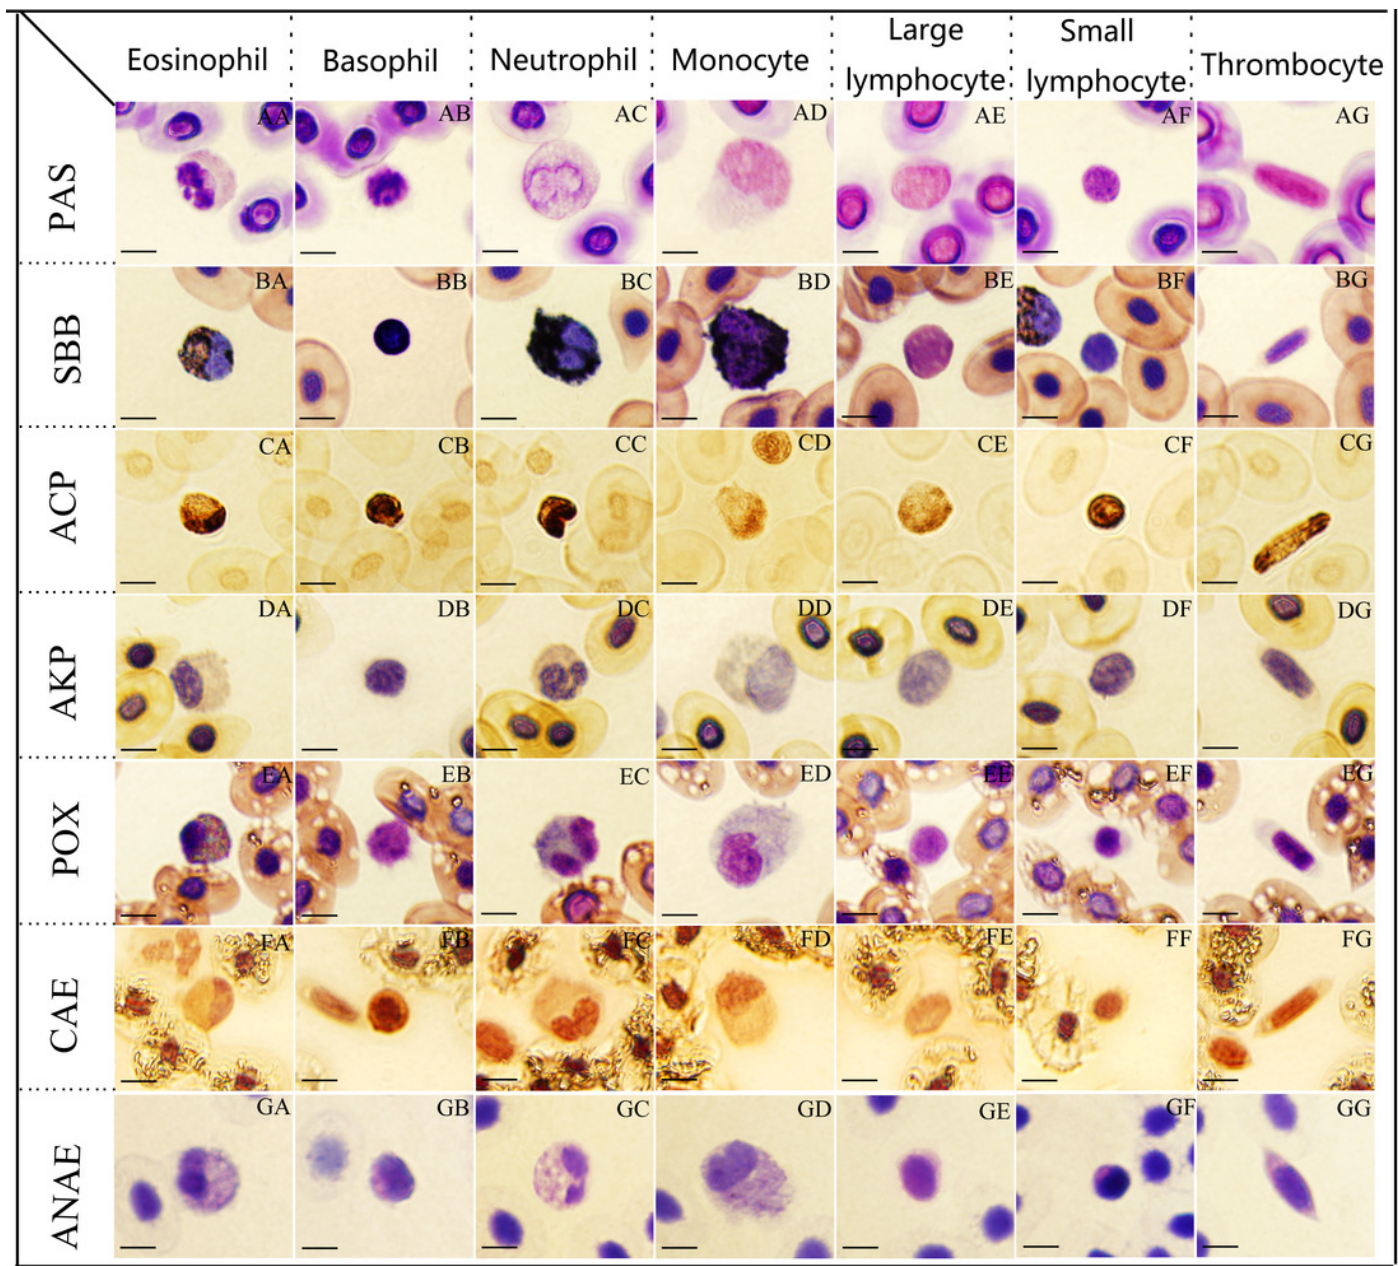 Eosinophil Basophil Neutrophil Monocyte Large lymphocyte Small lymphocyte Thrombocyte
PAS AA AB AC AD AE AF AG
SBB BA BB BC BD BE BF BG
ACP CA CB CC CD CE CF CG
AKP DA DB DC DD DE DF DG
POX EA EB EC ED EE EF EG
CAE FA FB FC FD FE FF FG
ANAE GA GB GC GD GE GF GG